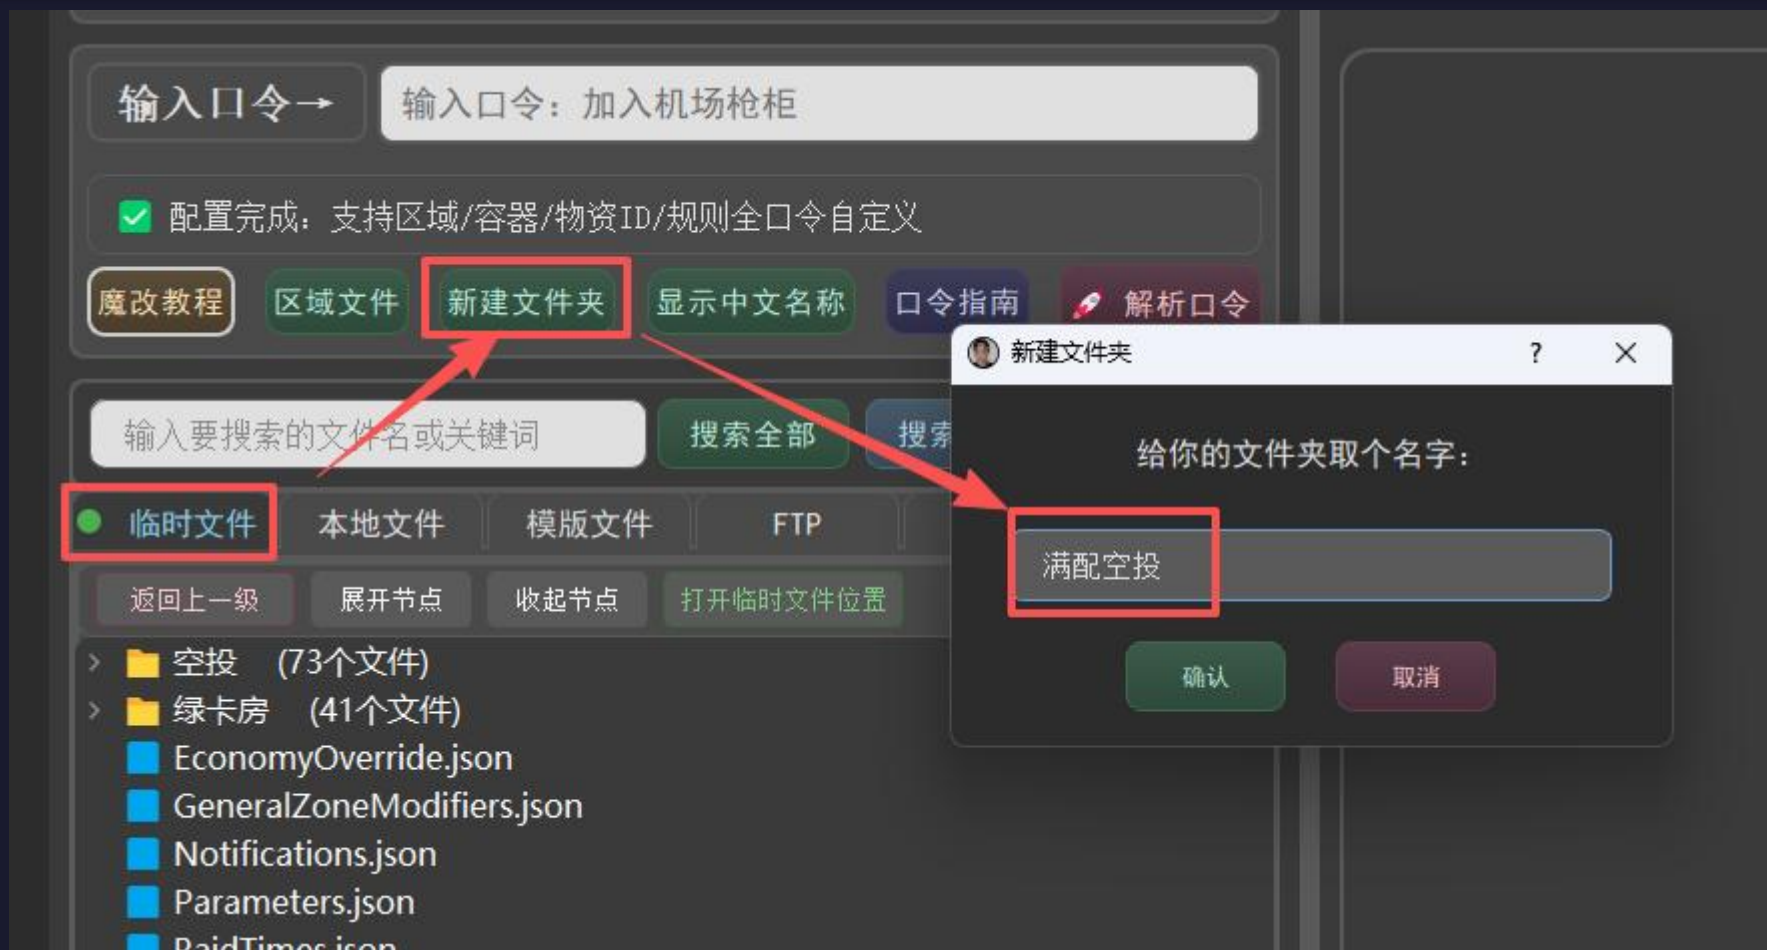 输入口令→ 输入口令：加入机场枪柜
配置完成：支持区域/容器/物资ID/规则全口令自定义
魔改教程 区域文件 新建文件夹 显示中文名称 口令指南 解析口令
新建文件夹 ? ×
输入要搜索的文件名或关键词 搜索全部 搜索
给你的文件夹取个名字：
临时文件 本地文件 模版文件 FTP
满配空投
返回上一级 展开节点 收起节点 打开临时文件位置
确认 取消
空投 (73个文件)
绿卡房 (41个文件)
EconomyOverride.json
GeneralZoneModifiers.json
Notifications.json
Parameters.json
RaidTimes.json